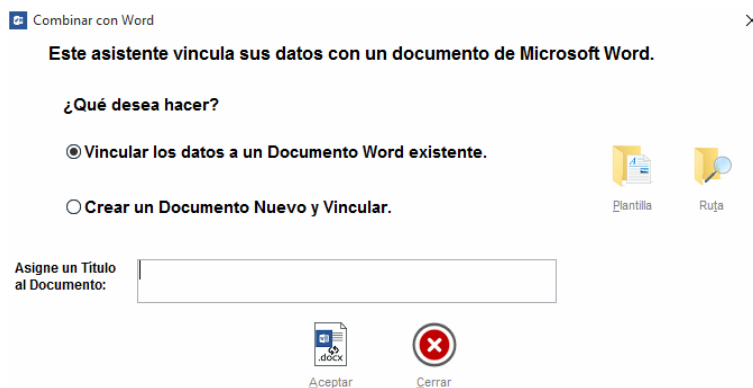 Combinar con Word
Este asistente vincula sus datos con un documento de Microsoft Word.
¿Qué desea hacer?
Vincular los datos a un Documento Word existente.
Crear un Documento Nuevo y Vincular.
Plantilla
Ruta
Asigne un Título
al Documento:
.docx
Aceptar
Cerrar